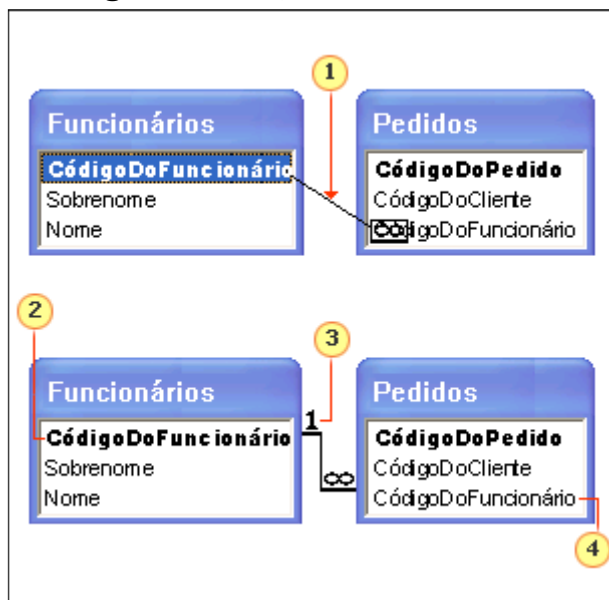 1
Funcionários
Pedidos
CódigoDoFuncionário
CódigoDoPedido
Sobrenome
CódigoDoCliente
Nome
CódigoDoFuncionário
2
3
Funcionários
Pedidos
1
CódigoDoFuncionário
CódigoDoPedido
Sobrenome
∞
CódigoDoCliente
Nome
CódigoDoFuncionário
4